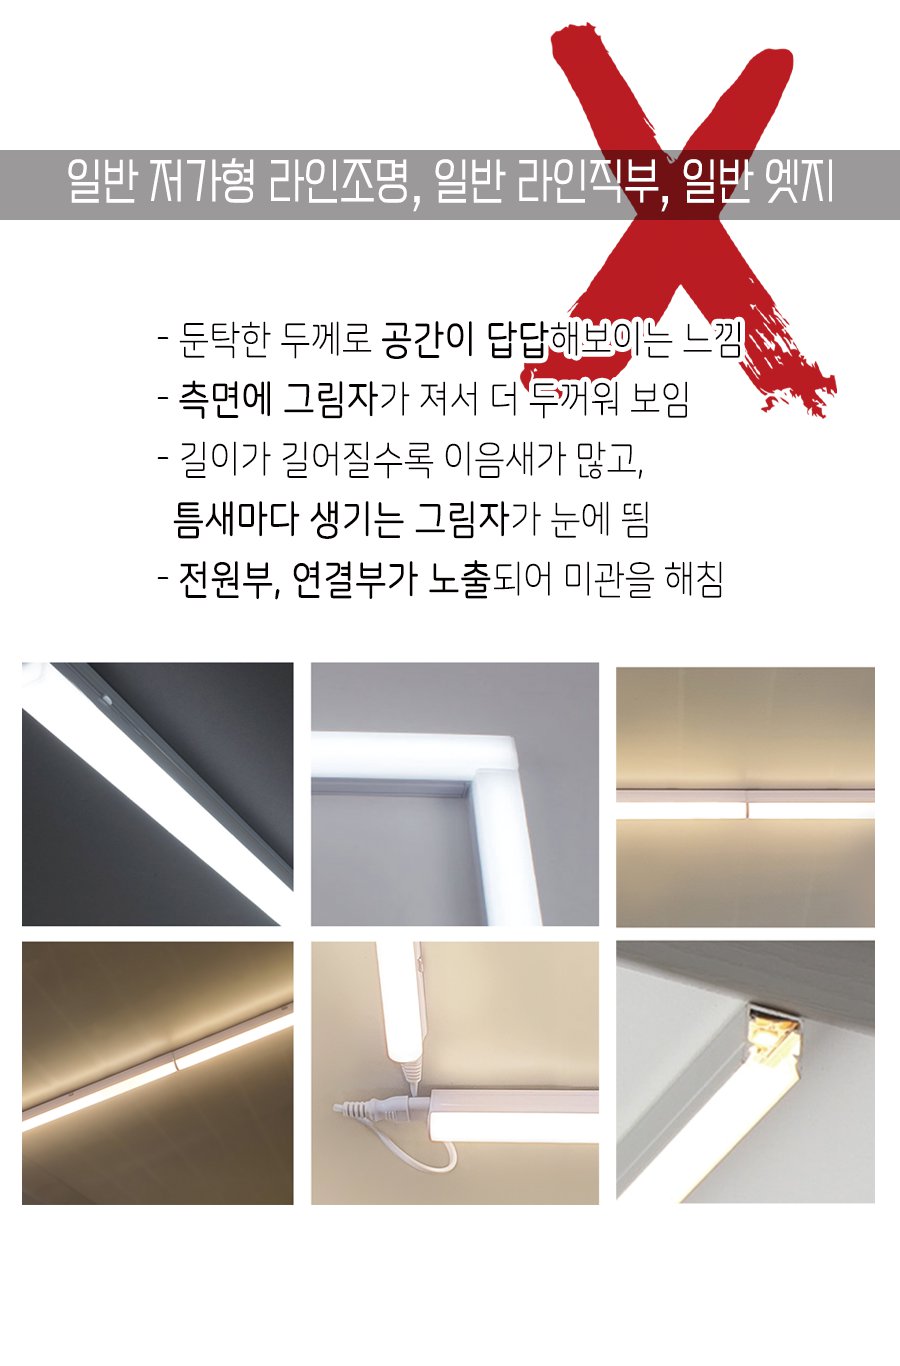 일반 저가형 라인조명, 일반 라인직부, 일반 엣지
- 둔탁한 두께로 공간이 답답해보이는 느낌
- 측면에 그림자가 져서 더 두꺼워 보임
- 길이가 길어질수록 이음새가 많고,
틈새마다 생기는 그림자가 눈에 띔
- 전원부, 연결부가 노출되어 미관을 해침